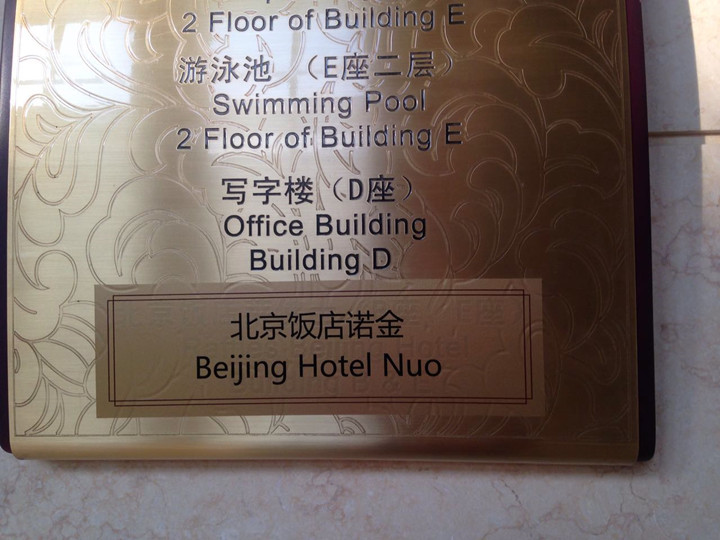 2 Floor of Building E
游泳池 （E座二层）
Swimming Pool
2 Floor of Building E
写字楼（D座）
Office Building
Building D
北京饭店诺金
Beijing Hotel Nuo